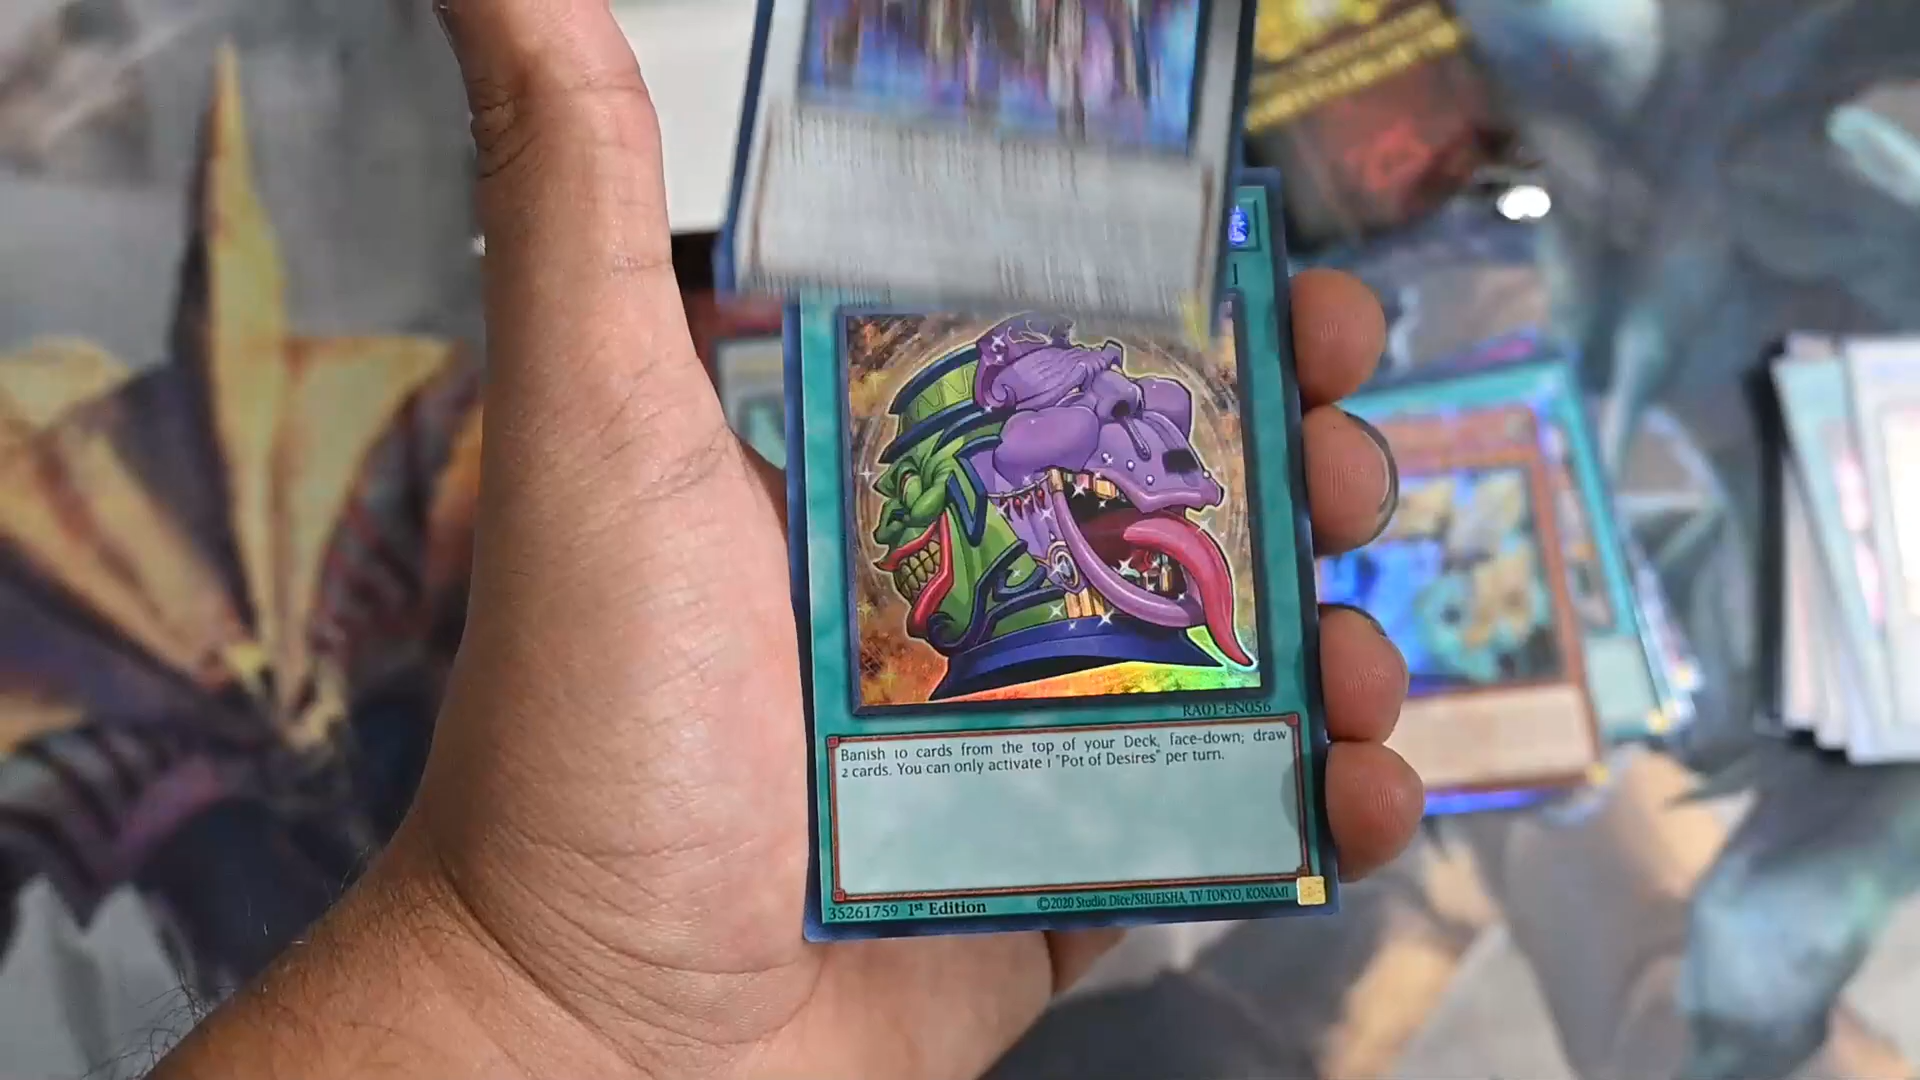 RA01-EN056
Banish 10 cards from the top of your Deck, face-down; draw
2 cards. You can only activate 1 "Pot of Desires" per turn.
35261759 1st Edition ©2020 Studio Dice/SHUEISHA, TV TOKYO, KONAMI